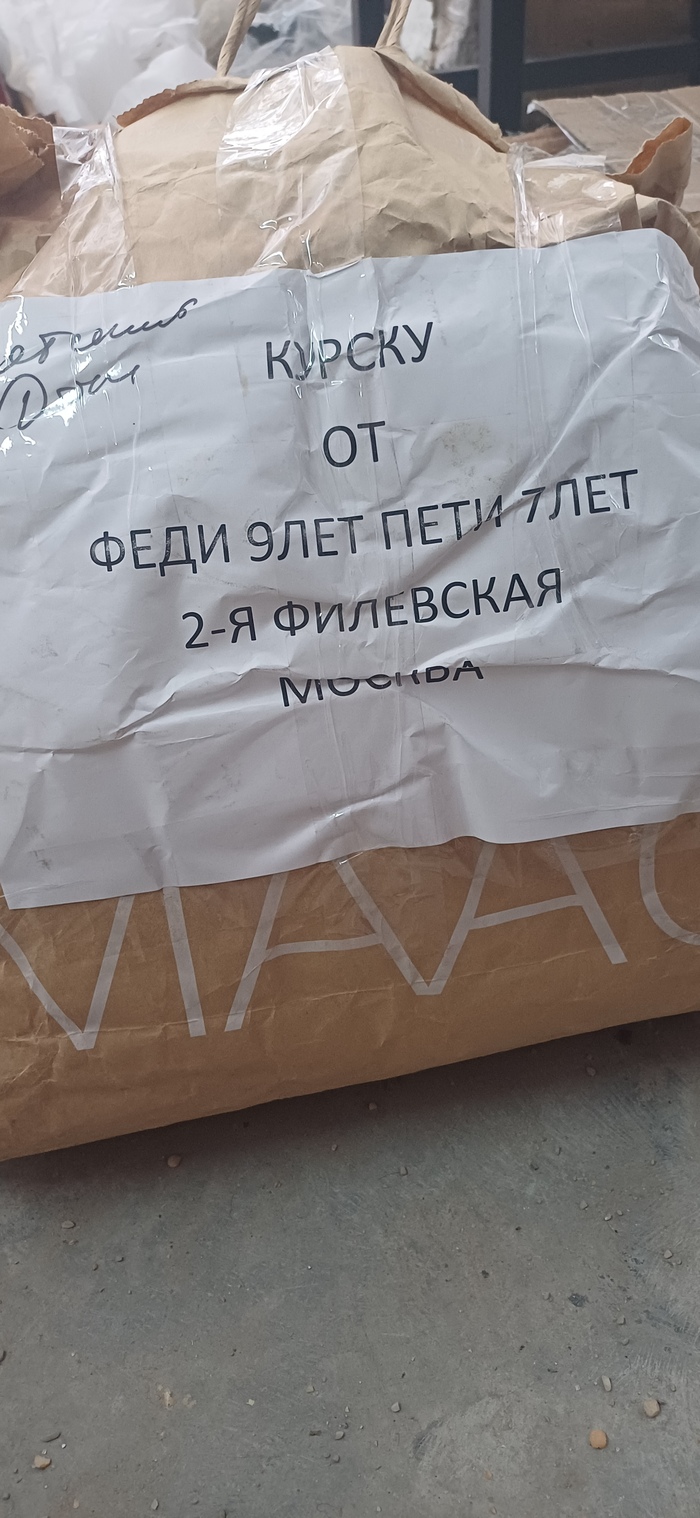 КУРСКУ
ОТ
ФЕДИ 9ЛЕТ ПЕТИ 7ЛЕТ
2-Я ФИЛЕВСКАЯ
МОСКВА